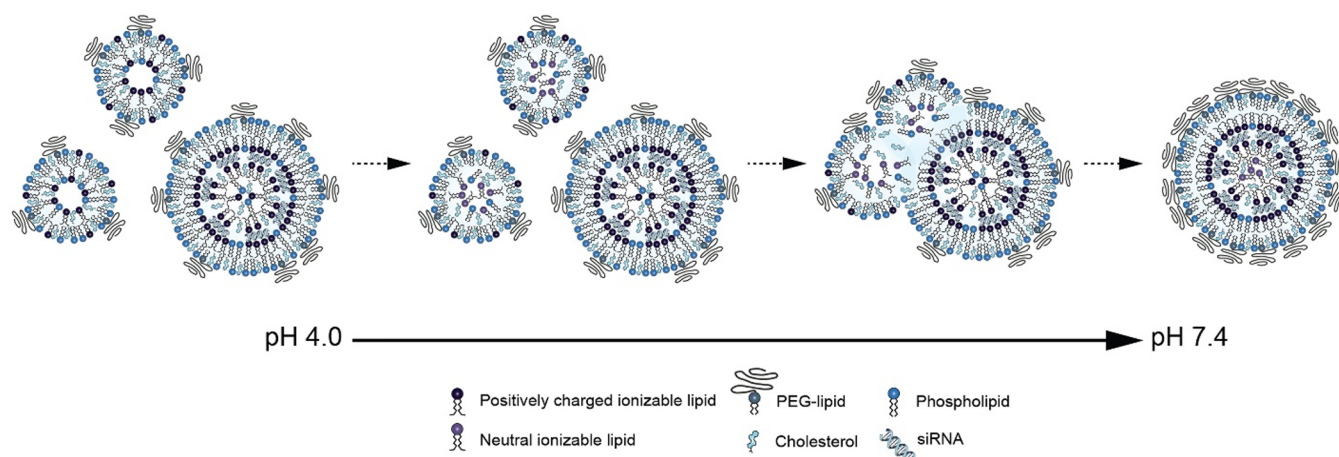 pH 4.0 pH 7.4
Positively charged ionizable lipid PEG-lipid Phospholipid
Neutral ionizable lipid Cholesterol siRNA